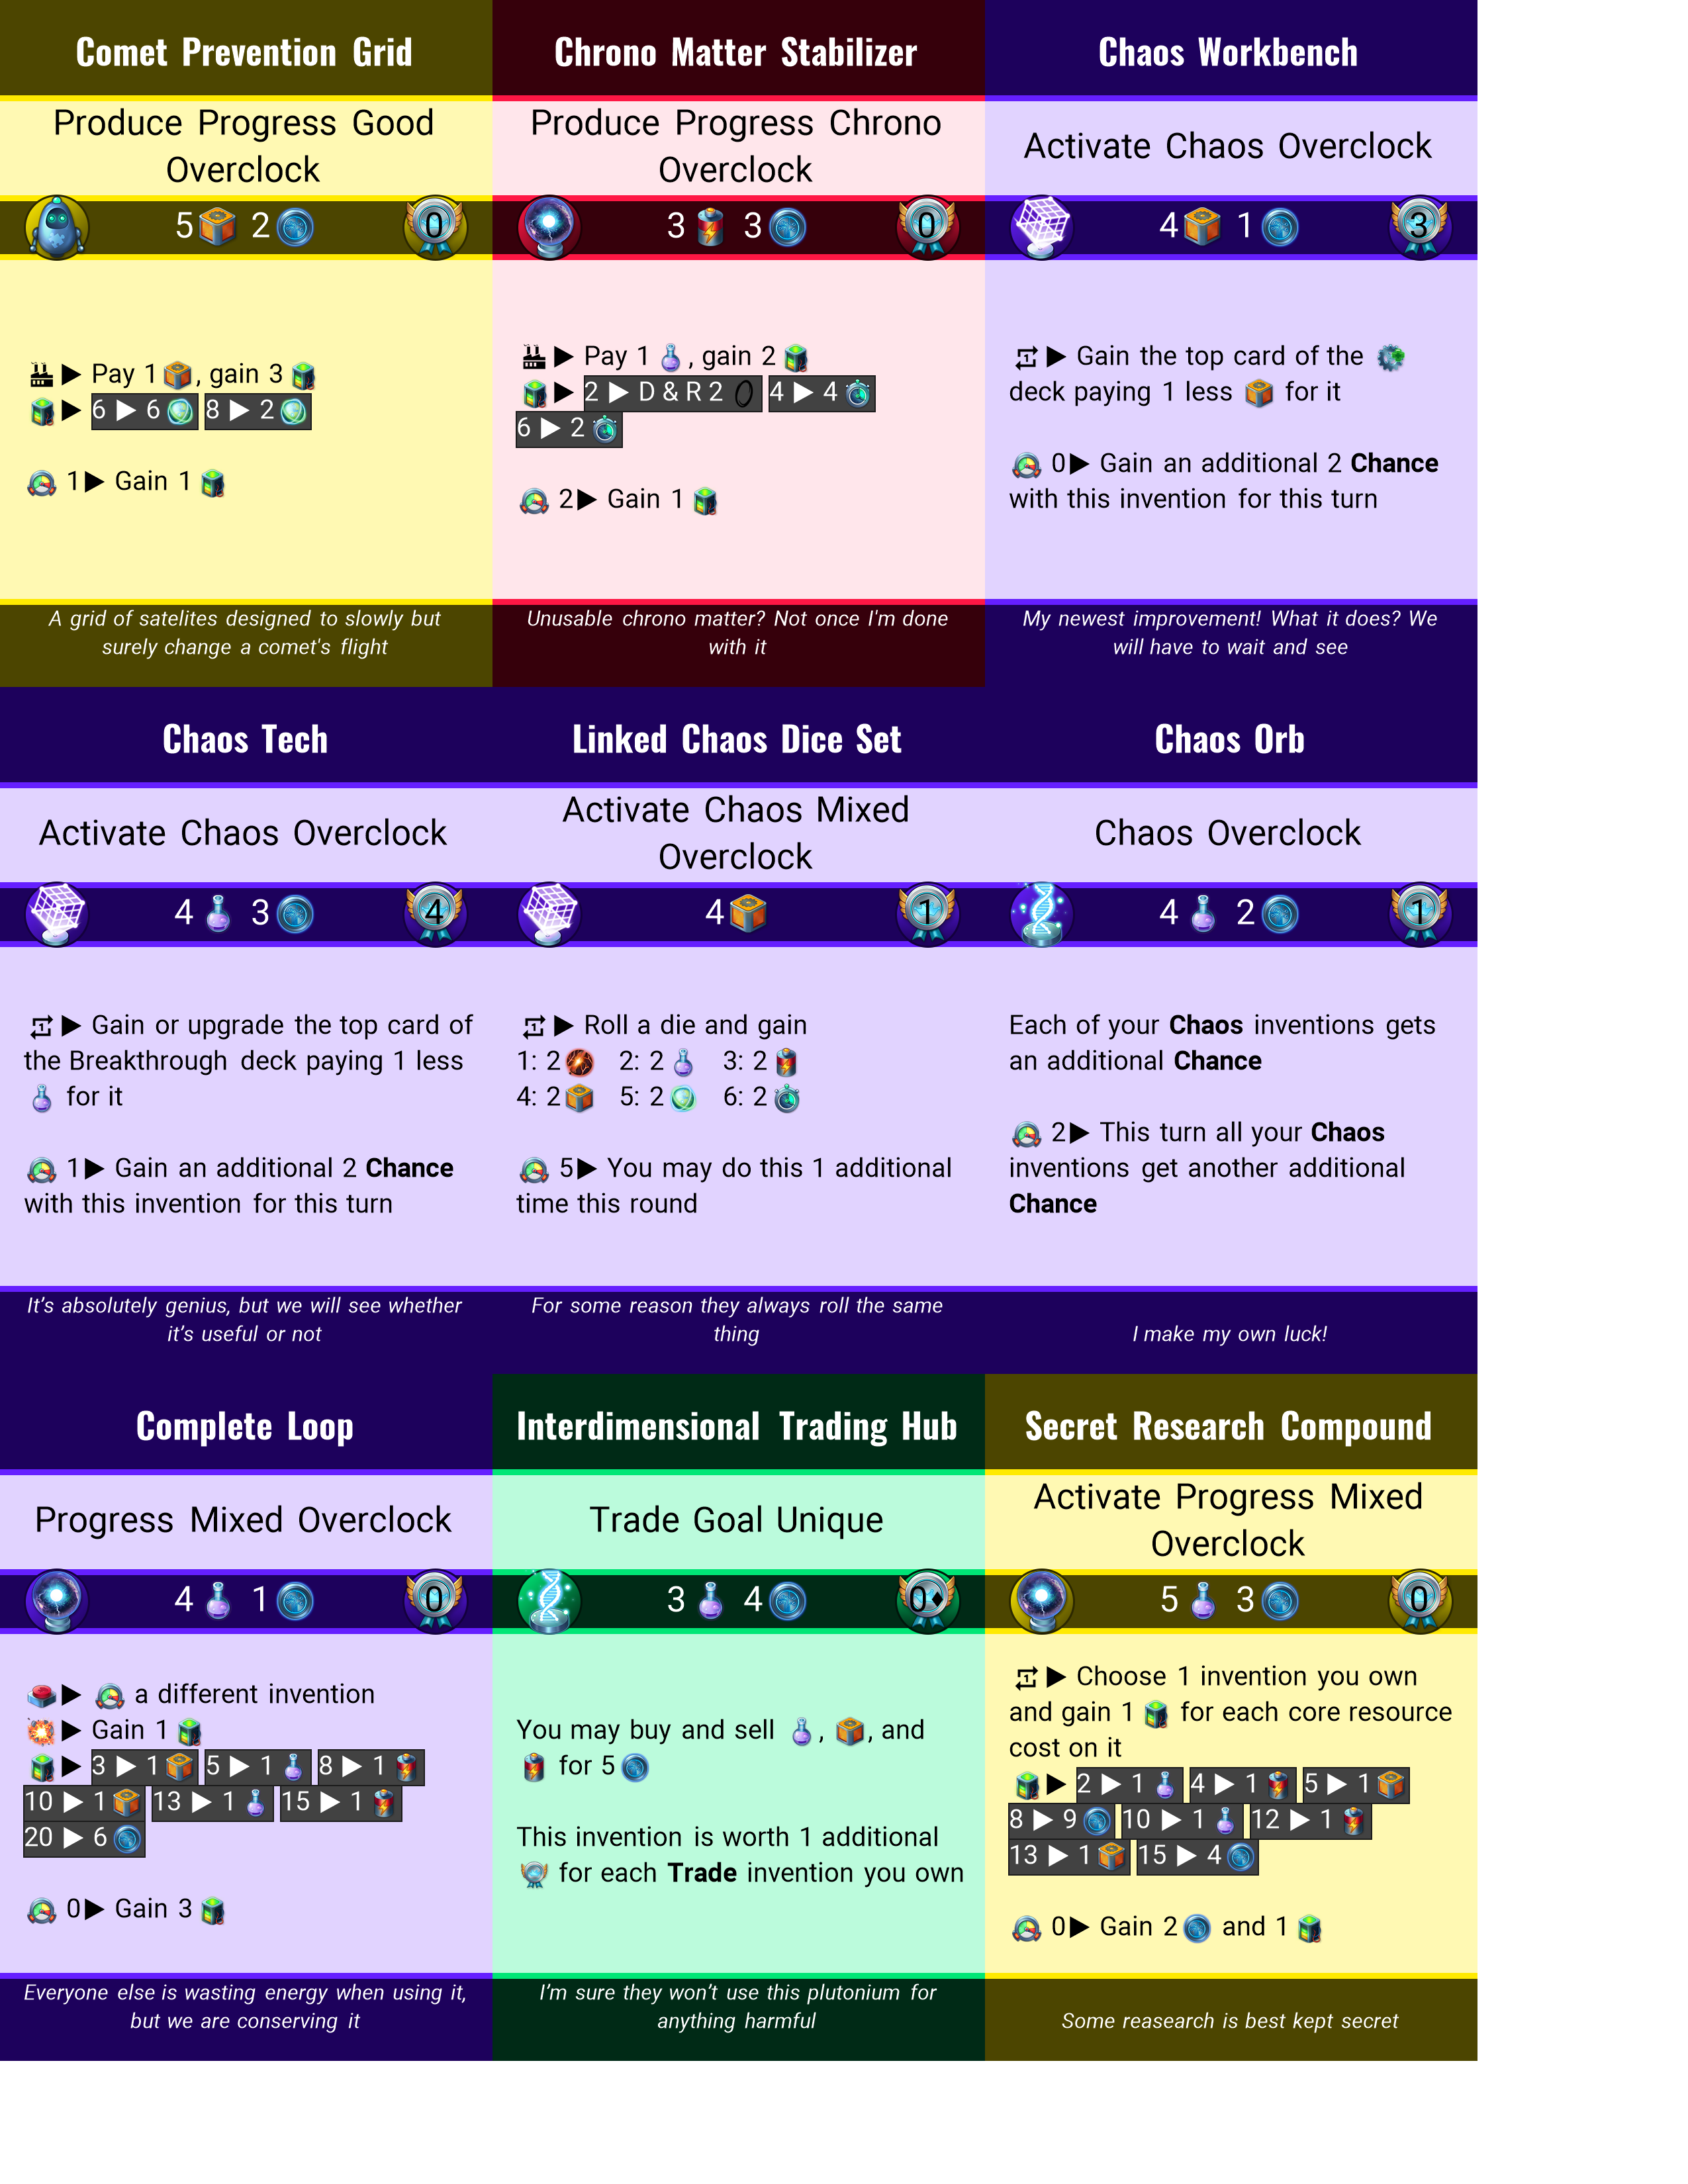 Comet Prevention Grid
Produce Progress Good
Overclock
5 2 0
▶ Pay 1 , gain 3
▶ 6 ▶ 6 8 ▶ 2
1▶ Gain 1
A grid of satelites designed to slowly but
surely change a comet's flight
Chrono Matter Stabilizer
Produce Progress Chrono
Overclock
3 3 0
▶ Pay 1 , gain 2
▶ 2 ▶ D & R 2 4 ▶ 4
6 ▶ 2
2▶ Gain 1
Unusable chrono matter? Not once I'm done
with it
Chaos Workbench
Activate Chaos Overclock
4 1 3
1 ▶ Gain the top card of the
deck paying 1 less for it
0▶ Gain an additional 2 Chance
with this invention for this turn
My newest improvement! What it does? We
will have to wait and see
Chaos Tech
Activate Chaos Overclock
4 3 4
1 ▶ Gain or upgrade the top card of
the Breakthrough deck paying 1 less
for it
1▶ Gain an additional 2 Chance
with this invention for this turn
It’s absolutely genius, but we will see whether
it’s useful or not
Linked Chaos Dice Set
Activate Chaos Mixed
Overclock
4 1
1 ▶ Roll a die and gain
1: 2 2: 2 3: 2
4: 2 5: 2 6: 2
5▶ You may do this 1 additional
time this round
For some reason they always roll the same
thing
Chaos Orb
Chaos Overclock
4 2 1
Each of your Chaos inventions gets
an additional Chance
2▶ This turn all your Chaos
inventions get another additional
Chance
I make my own luck!
Complete Loop
Progress Mixed Overclock
4 1 0
▶ a different invention
▶ Gain 1
▶ 3 ▶ 1 5 ▶ 1 8 ▶ 1
10 ▶ 1 13 ▶ 1 15 ▶ 1
20 ▶ 6
0▶ Gain 3
Everyone else is wasting energy when using it,
but we are conserving it
Interdimensional Trading Hub
Trade Goal Unique
3 4 0♦
You may buy and sell , , and
for 5
This invention is worth 1 additional
for each Trade invention you own
I’m sure they won’t use this plutonium for
anything harmful
Secret Research Compound
Activate Progress Mixed
Overclock
5 3 0
1 ▶ Choose 1 invention you own
and gain 1 for each core resource
cost on it
▶ 2 ▶ 1 4 ▶ 1 5 ▶ 1
8 ▶ 9 10 ▶ 1 12 ▶ 1
13 ▶ 1 15 ▶ 4
0▶ Gain 2 and 1
Some reasearch is best kept secret